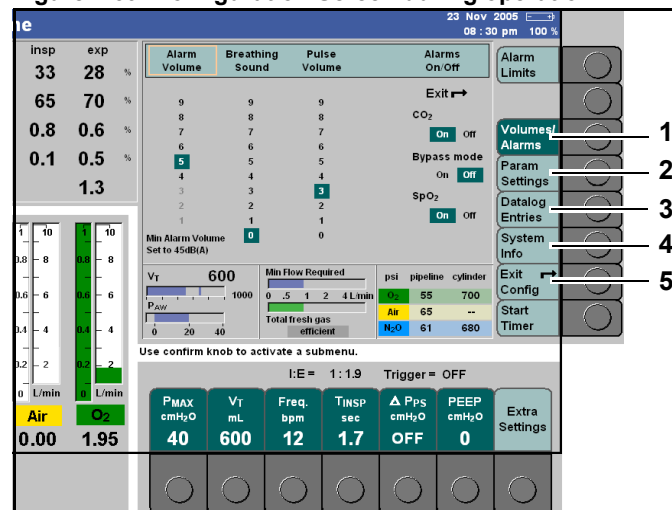 23 Nov 2005
08:30 pm 100 %
insp exp
33 28 %
65 70 %
0.8 0.6 %
0.1 0.5 %
1.3
Alarm Volume
Breathing Sound
Pulse Volume
Alarms On/Off
9 9 9
8 8 8
7 7 7
6 6 6
5 5 5
4 4 4
3 3 3
2 2 2
1 1 1
Min Alarm Volume 0 0
Set to 45dB(A)
Exit
CO2
On Off
Bypass mode
On Off
SpO2
On Off
Alarm Limits
Volumes/ Alarms
Param Settings
Datalog Entries
System Info
Exit Config
Start Timer
1
2
3
4
5
VT 600
1000
PAW
0 20 40
Min Flow Required
0 .5 1 2 4 L/min
Total fresh gas
efficient
psi pipeline cylinder
O2 55 700
Air 65 --
N2O 61 680
1 10 1 10
0.8 8 0.8 8
0.6 6 0.6 6
0.4 4 0.4 4
0.2 2 0.2 2
0 L/min 0 L/min
Air O2
0.00 1.95
Use confirm knob to activate a submenu.
I:E = 1 : 1.9 Trigger = OFF
PMAX VT Freq. TINSP Δ PPS PEEP
cmH2O mL bpm sec cmH2O cmH2O
40 600 12 1.7 OFF 0
Extra Settings